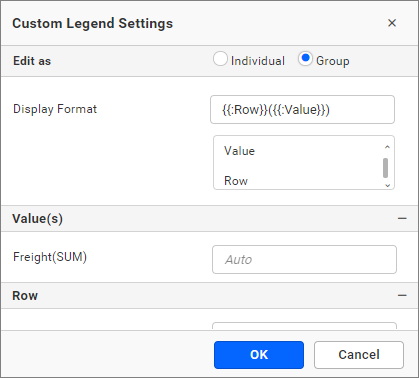 Custom Legend Settings ×
Edit as Individual Group
Display Format {{:Row}}({{:Value}})
Value
Row
Value(s) –
Freight(SUM) Auto
Row –
OK Cancel